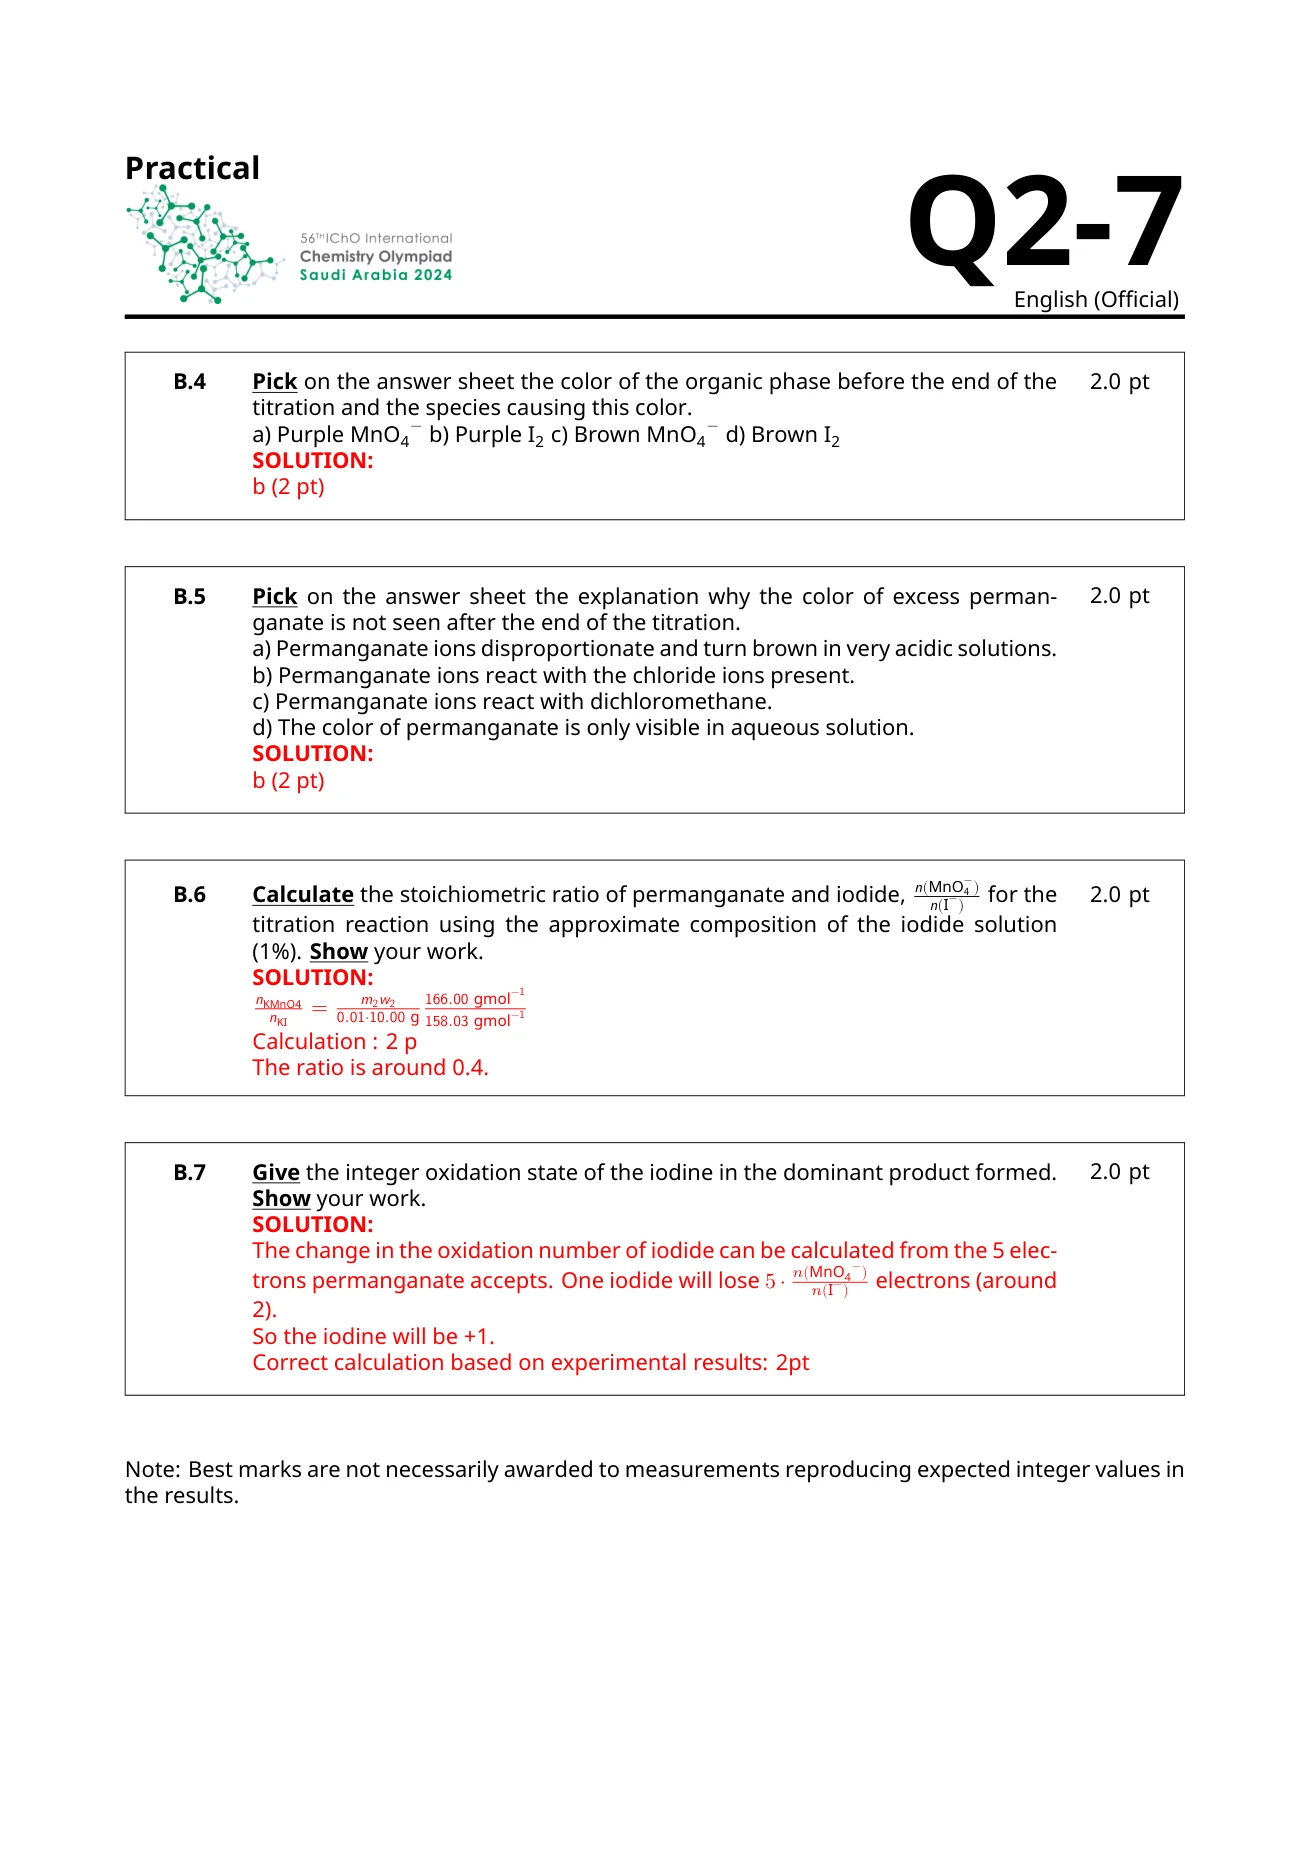 Practical
56ᵀᴴIChO International
Chemistry Olympiad
Saudi Arabia 2024
Q2-7
English (Official)
B.4 Pick on the answer sheet the color of the organic phase before the end of the 2.0 pt
titration and the species causing this color.
a) Purple MnO₄⁻ b) Purple I₂ c) Brown MnO₄⁻ d) Brown I₂
SOLUTION:
b (2 pt)
B.5 Pick on the answer sheet the explanation why the color of excess perman- 2.0 pt
ganate is not seen after the end of the titration.
a) Permanganate ions disproportionate and turn brown in very acidic solutions.
b) Permanganate ions react with the chloride ions present.
c) Permanganate ions react with dichloromethane.
d) The color of permanganate is only visible in aqueous solution.
SOLUTION:
b (2 pt)
B.6 Calculate the stoichiometric ratio of permanganate and iodide, n(MnO₄⁻)/n(I⁻) for the 2.0 pt
titration reaction using the approximate composition of the iodide solution
(1%). Show your work.
SOLUTION:
n_KMnO4/n_KI = m₂w₂/0.01·10.00 g 166.00 gmol⁻¹/158.03 gmol⁻¹
Calculation : 2 p
The ratio is around 0.4.
B.7 Give the integer oxidation state of the iodine in the dominant product formed. 2.0 pt
Show your work.
SOLUTION:
The change in the oxidation number of iodide can be calculated from the 5 elec-
trons permanganate accepts. One iodide will lose 5 · n(MnO₄⁻)/n(I⁻) electrons (around
2).
So the iodine will be +1.
Correct calculation based on experimental results: 2pt
Note: Best marks are not necessarily awarded to measurements reproducing expected integer values in
the results.